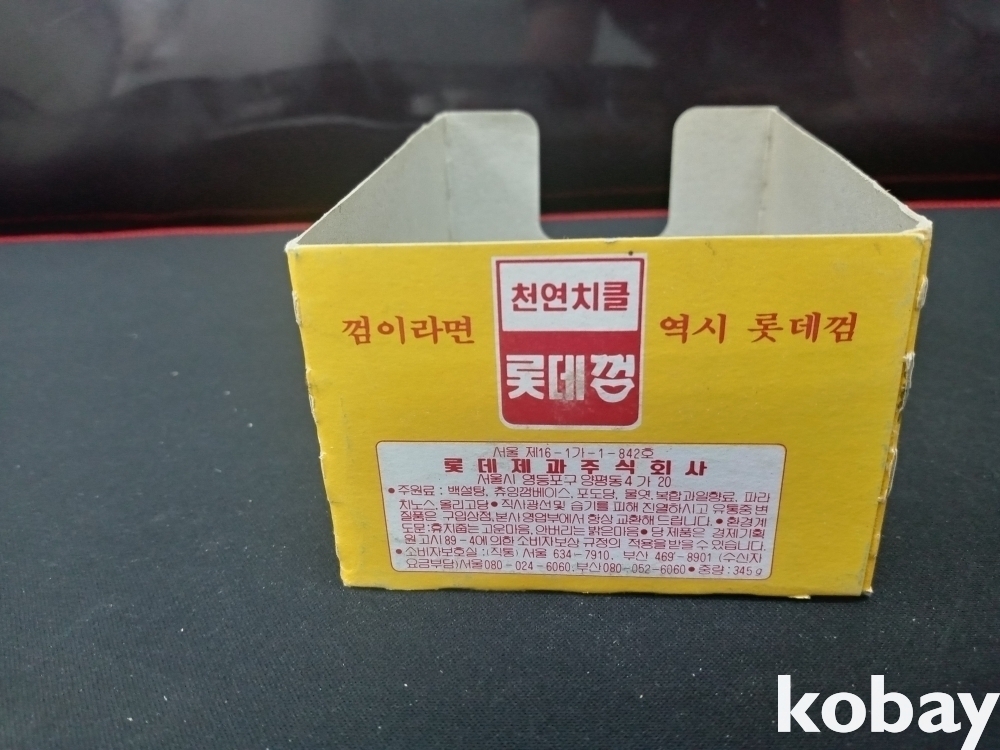 천연치클
껌이라면 역시 롯데껌
롯데껌
서울 제16-1가-1-842호
롯데제과주식회사
서울시 영등포구 양평동4가 20
●주원료 : 백설탕, 츄잉껌베이스, 포도당, 물엿, 복합과일향료, 파라
치노스, 올리고당●직사광선및 습기를 피해 진열하시고 유통중 변
질품은 구입상점, 본사 영업부에서 항상 교환해 드립니다. ●환경계
도문:휴지줍는 고운마음, 안버리는 밝은마음●당 제품은 경제기획
원 고시 89-4에 의한 소비자보상 규정의 적용을 받을 수 있습니다.
●소비자보호실 :(직통) 서울 634-7910, 부산 469-8901 (수신자
요금부담)서울080-024-6060, 부산080-052-6060●중량 : 345g
kobay